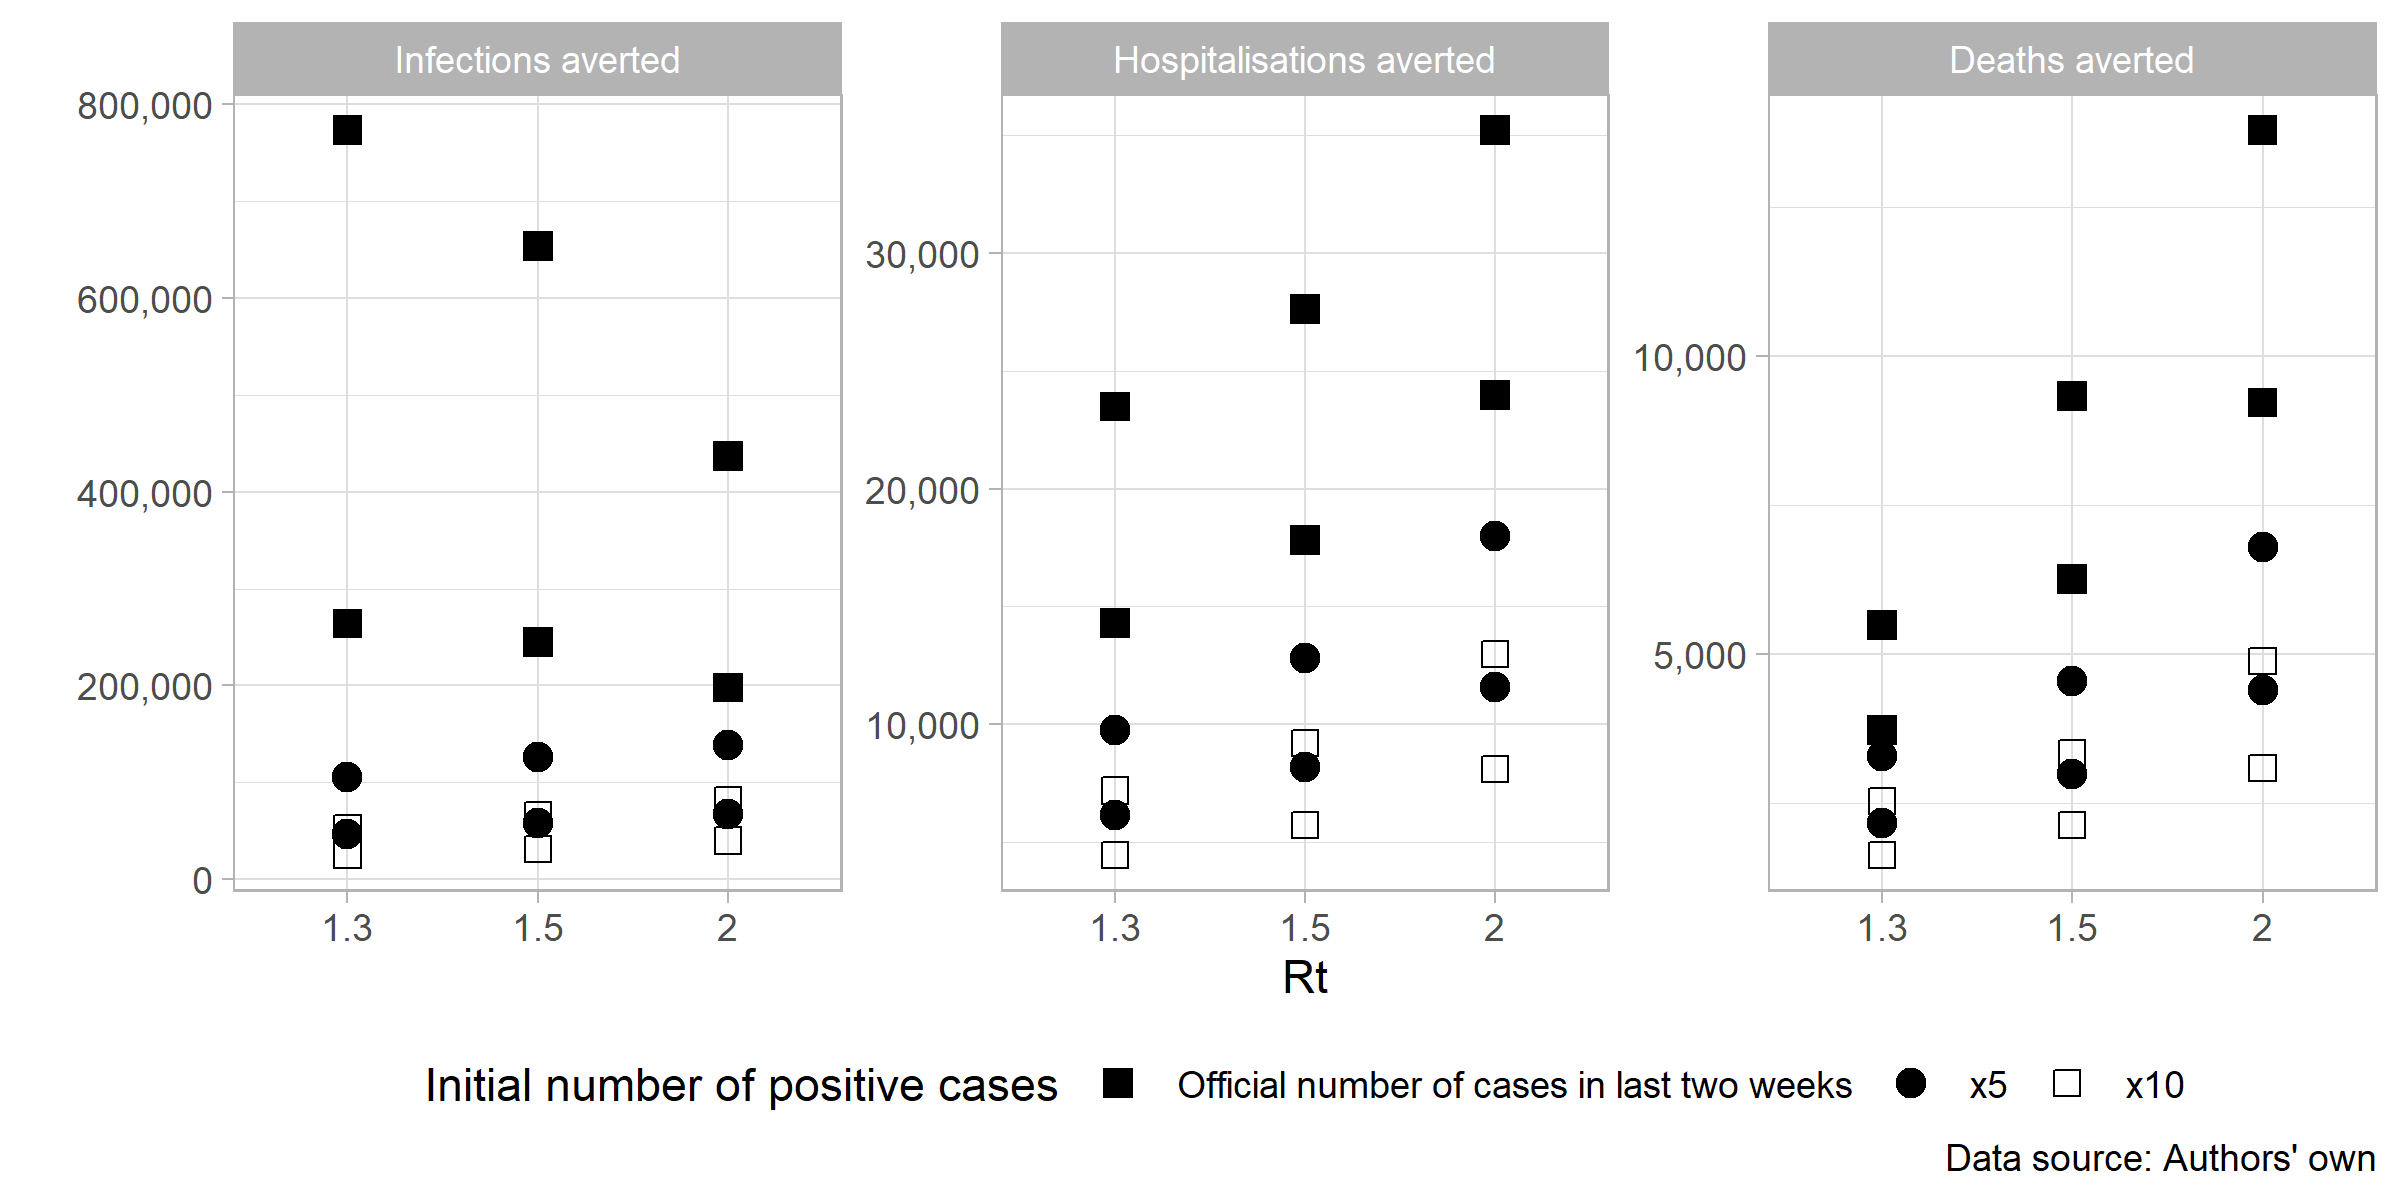 Infections averted
Hospitalisations averted
Deaths averted
800,000
600,000
400,000
200,000
0
30,000
20,000
10,000
10,000
5,000
1.3 1.5 2
1.3 1.5 2
1.3 1.5 2
Rt
Initial number of positive cases Official number of cases in last two weeks x5 x10
Data source: Authors' own